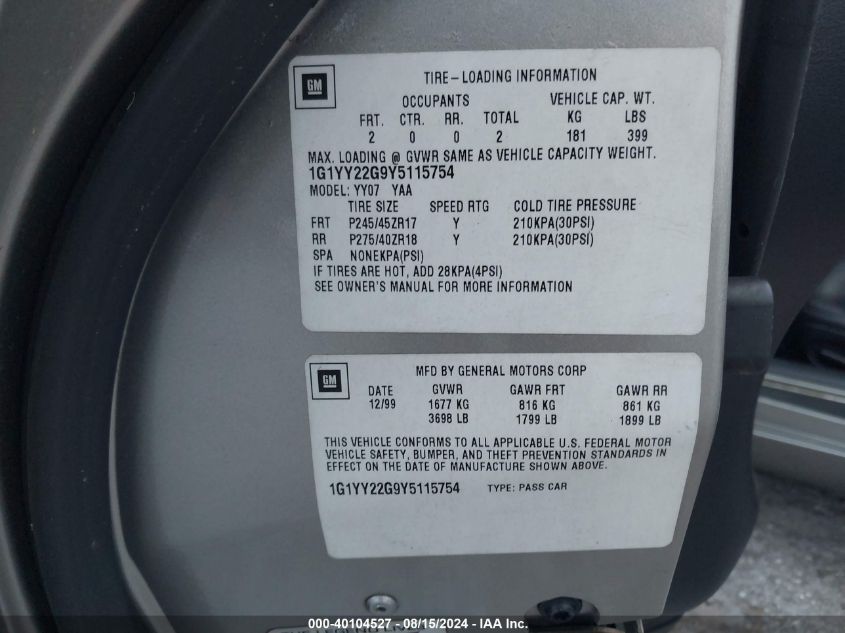 GM
TIRE-LOADING INFORMATION
OCCUPANTS VEHICLE CAP. WT.
FRT. CTR. RR. TOTAL KG LBS
2 0 0 2 181 399
MAX. LOADING @ GVWR SAME AS VEHICLE CAPACITY WEIGHT.
1G1YY22G9Y5115754
MODEL: YY07 YAA
TIRE SIZE SPEED RTG COLD TIRE PRESSURE
FRT P245/45ZR17 Y 210KPA(30PSI)
RR P275/40ZR18 Y 210KPA(30PSI)
SPA NONEKPA(PSI)
IF TIRES ARE HOT, ADD 28KPA(4PSI)
SEE OWNER'S MANUAL FOR MORE INFORMATION
GM
MFD BY GENERAL MOTORS CORP
DATE GVWR GAWR FRT GAWR RR
12/99 1677 KG 816 KG 861 KG
3698 LB 1799 LB 1899 LB
THIS VEHICLE CONFORMS TO ALL APPLICABLE U.S. FEDERAL MOTOR
VEHICLE SAFETY, BUMPER, AND THEFT PREVENTION STANDARDS IN
EFFECT ON THE DATE OF MANUFACTURE SHOWN ABOVE.
1G1YY22G9Y5115754 TYPE: PASS CAR
000-40104527 - 08/15/2024 - IAA Inc.